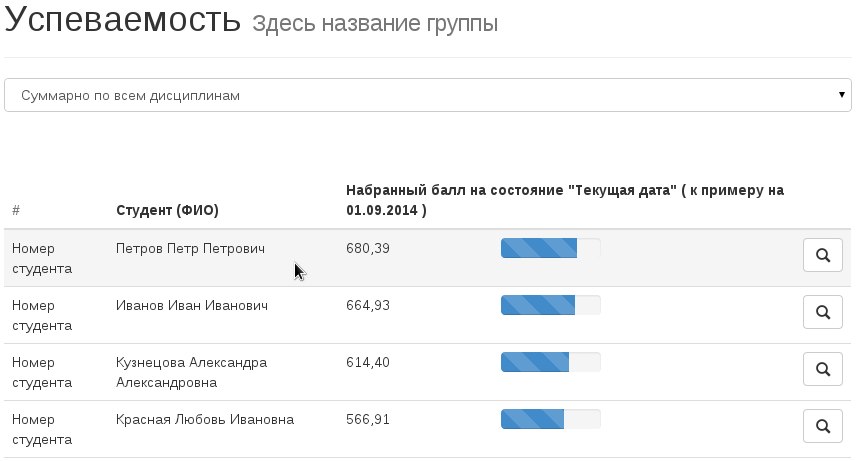 Успеваемость Здесь название группы
Суммарно по всем дисциплинам
Набранный балл на состояние "Текущая дата" ( к примеру на
# Студент (ФИО) 01.09.2014 )
Номер Петров Петр Петрович 680,39
студента
Номер Иванов Иван Иванович 664,93
студента
Номер Кузнецова Александра 614,40
студента Александровна
Номер Красная Любовь Ивановна 566,91
студента